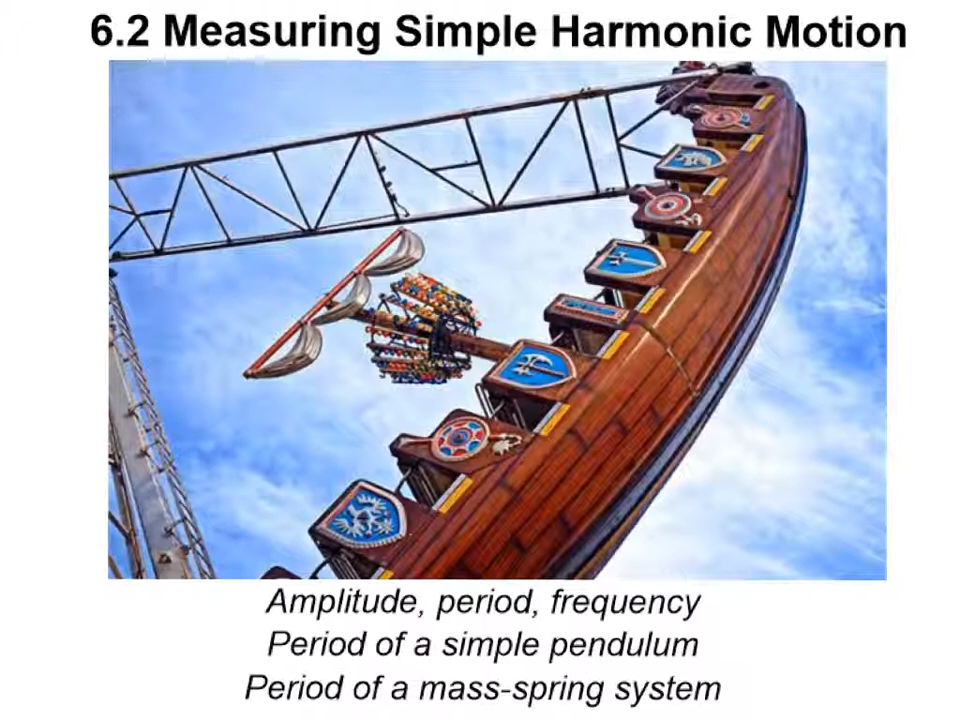 6.2 Measuring Simple Harmonic Motion
Amplitude, period, frequency
Period of a simple pendulum
Period of a mass-spring system